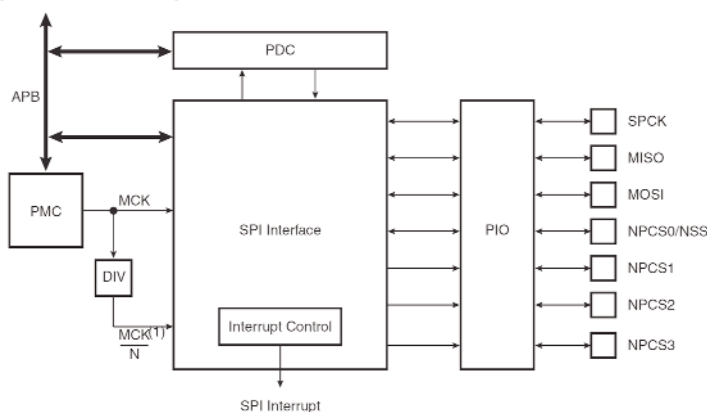 PDC
APB
SPCK
MISO
MCK
PMC
MOSI
SPI Interface
PIO
NPCS0/NSS
DIV
NPCS1
NPCS2
Interrupt Control
MCK(1)
N
NPCS3
SPI Interrupt